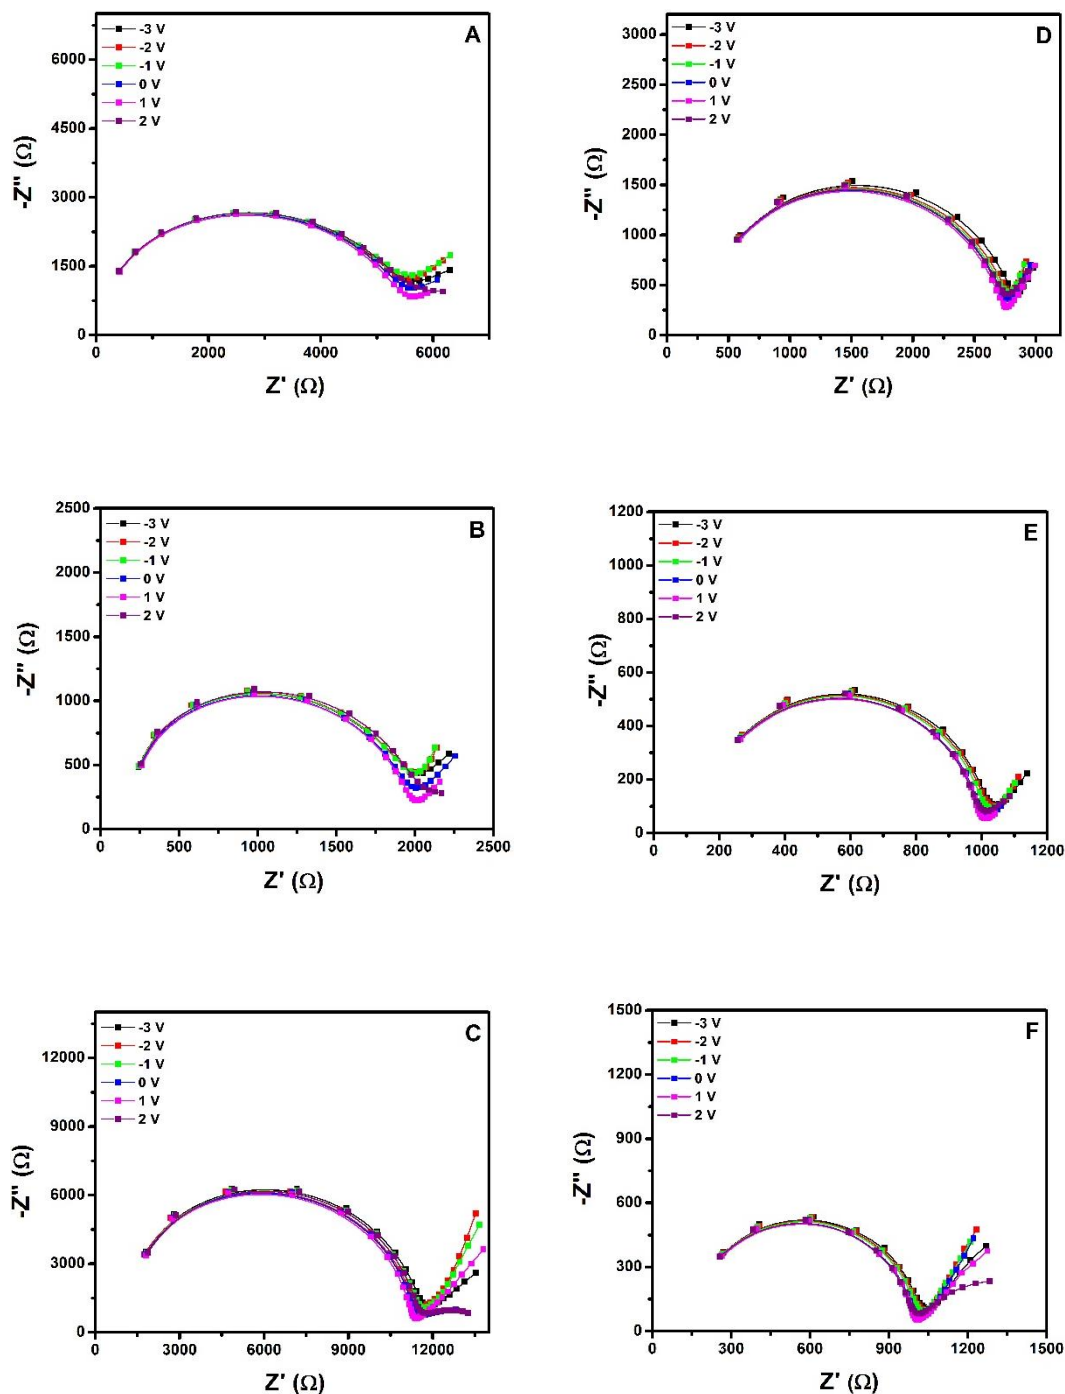 A
-3 V
-2 V
-1 V
0 V
1 V
2 V
-Z'' (Ω)
6000
4500
3000
1500
0
0 2000 4000 6000
Z' (Ω)
D
-3 V
-2 V
-1 V
0 V
1 V
2 V
-Z'' (Ω)
3000
2500
2000
1500
1000
500
0
0 500 1000 1500 2000 2500 3000
Z' (Ω)
B
-3 V
-2 V
-1 V
0 V
1 V
2 V
-Z'' (Ω)
2500
2000
1500
1000
500
0
0 500 1000 1500 2000 2500
Z' (Ω)
E
-3 V
-2 V
-1 V
0 V
1 V
2 V
-Z'' (Ω)
1200
1000
800
600
400
200
0
0 200 400 600 800 1000 1200
Z' (Ω)
C
-3 V
-2 V
-1 V
0 V
1 V
2 V
-Z'' (Ω)
12000
9000
6000
3000
0
0 3000 6000 9000 12000
Z' (Ω)
F
-3 V
-2 V
-1 V
0 V
1 V
2 V
-Z'' (Ω)
1500
1200
900
600
300
0
0 300 600 900 1200 1500
Z' (Ω)